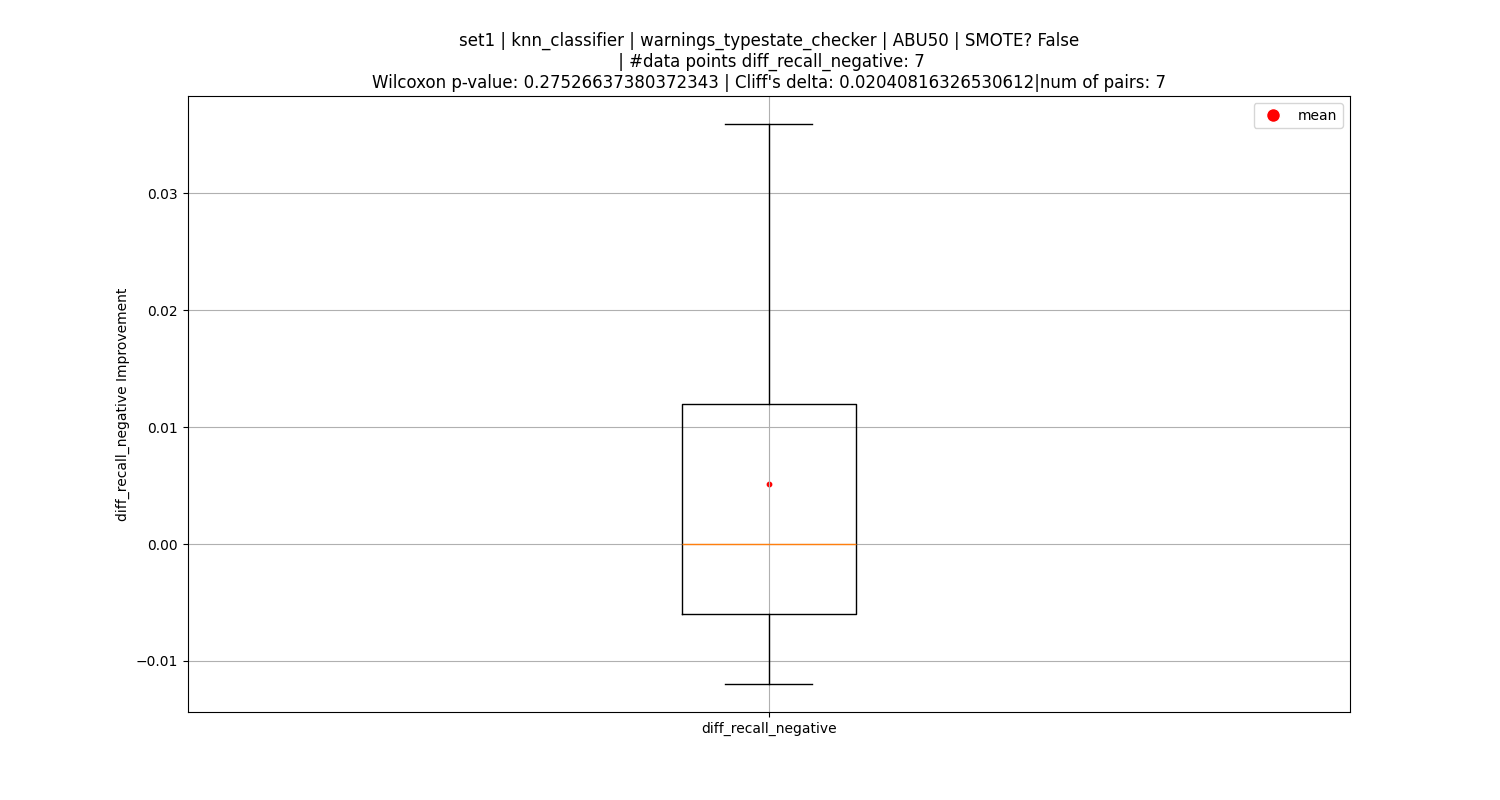 set1 | knn_classifier | warnings_typestate_checker | ABU50 | SMOTE? False
| #data points diff_recall_negative: 7
Wilcoxon p-value: 0.27526637380372343 | Cliff's delta: 0.02040816326530612|num of pairs: 7
mean
0.03
0.02
0.01
0.00
−0.01
diff_recall_negative Improvement
diff_recall_negative